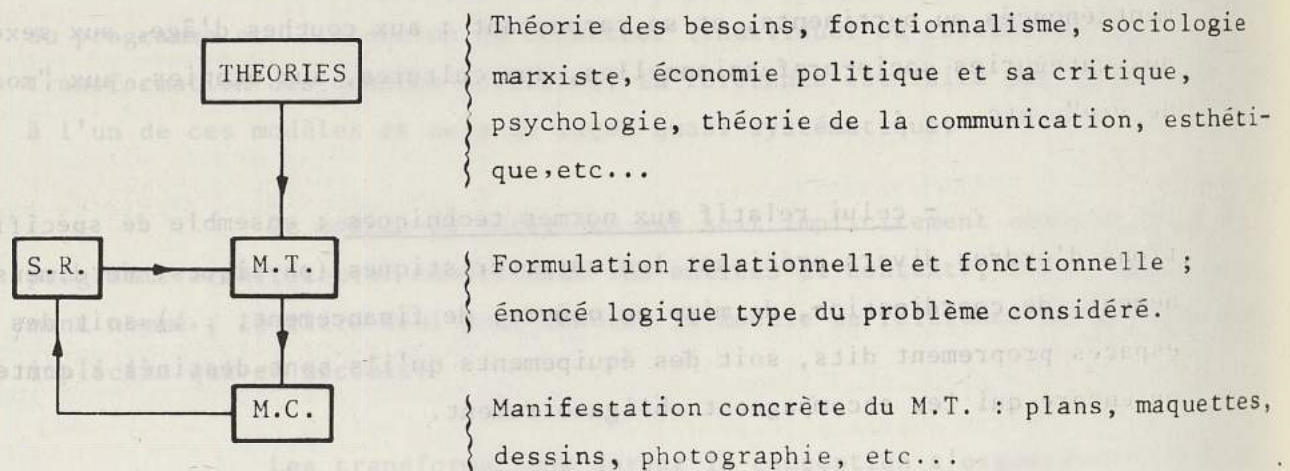 THEORIES
Théorie des besoins, fonctionnalisme, sociologie
marxiste, économie politique et sa critique,
psychologie, théorie de la communication, esthéti-
que, etc...
S.R.
M.T.
Formulation relationnelle et fonctionnelle ;
énoncé logique type du problème considéré.
M.C.
Manifestation concrète du M.T. : plans, maquettes,
dessins, photographie, etc...